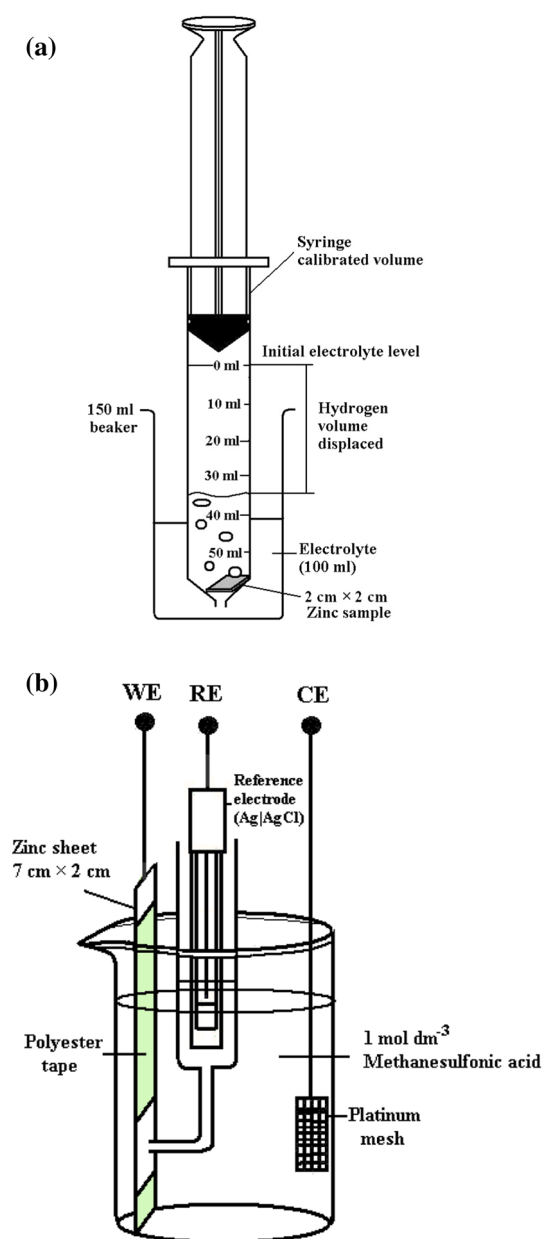 (a)
Syringe
calibrated volume
Initial electrolyte level
0 ml
150 ml
beaker
10 ml
Hydrogen
volume
displaced
20 ml
30 ml
40 ml
50 ml
Electrolyte
(100 ml)
2 cm × 2 cm
Zinc sample
(b)
WE
RE
CE
Reference
electrode
(Ag|AgCl)
Zinc sheet
7 cm × 2 cm
Polyester
tape
1 mol dm-3
Methanesulfonic acid
Platinum
mesh